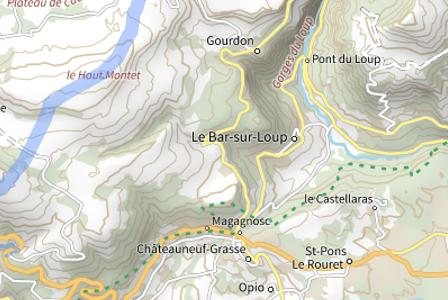 Plateau de Ca
Gourdon
le Haut Montet
Gorges du Loup
Pont du Loup
e
Le Bar-sur-Loup
le Castellaras
Magagnosc
Châteauneuf-Grasse
St-Pons
Le Rouret
Opio